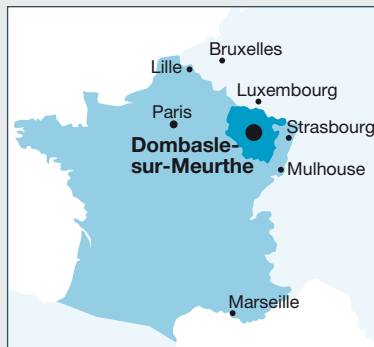 Bruxelles
Lille
Luxembourg
Paris
Strasbourg
Dombasle-
sur-Meurthe
Mulhouse
Marseille